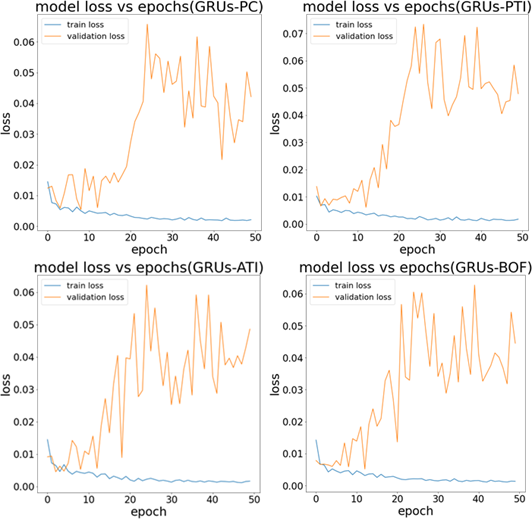 model loss vs epochs(GRUs-PC)
train loss
validation loss
0.06
0.05
0.04
0.03
0.02
0.01
0.00
loss
0 10 20 30 40 50
epoch
model loss vs epochs(GRUs-PTI)
train loss
validation loss
0.07
0.06
0.05
0.04
0.03
0.02
0.01
0.00
loss
0 10 20 30 40 50
epoch
model loss vs epochs(GRUs-ATI)
train loss
validation loss
0.06
0.05
0.04
0.03
0.02
0.01
0.00
loss
0 10 20 30 40 50
epoch
model loss vs epochs(GRUs-BOF)
train loss
validation loss
0.06
0.05
0.04
0.03
0.02
0.01
0.00
loss
0 10 20 30 40 50
epoch